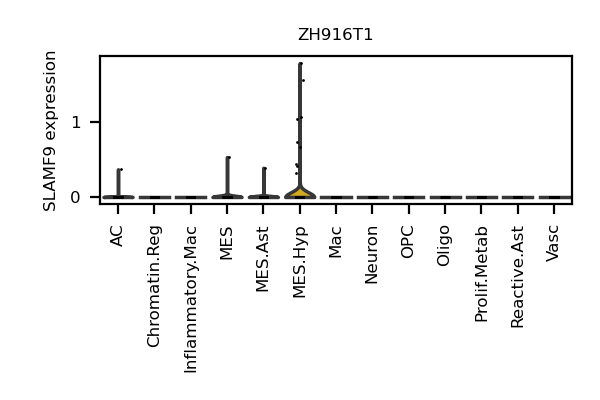 ZH916T1
SLAMF9 expression
1
0
AC
Chromatin.Reg
Inflammatory.Mac
MES
MES.Ast
MES.Hyp
Mac
Neuron
OPC
Oligo
Prolif.Metab
Reactive.Ast
Vasc